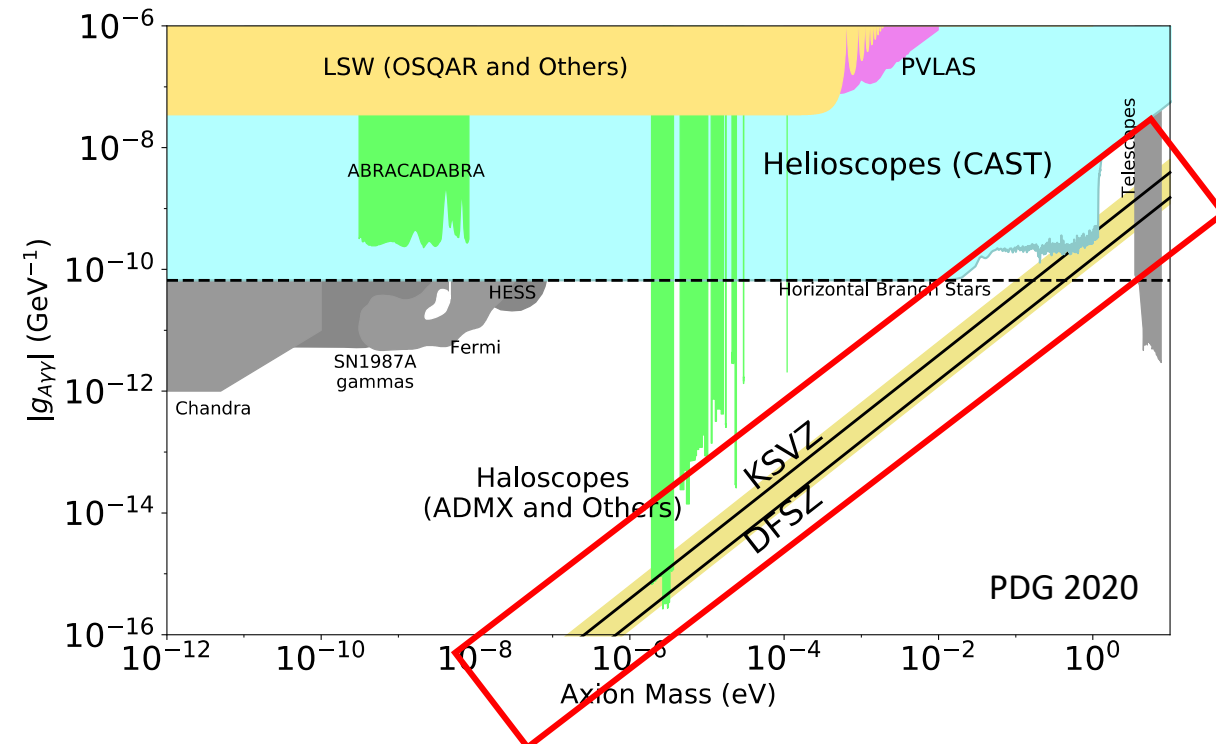 10^{-6}
10^{-8}
10^{-10}
10^{-12}
10^{-14}
10^{-16}
|g_{Aγγ}| (GeV^{-1})
LSW (OSQAR and Others)
PVLAS
ABRACADABRA
Helioscopes (CAST)
Telescopes
HESS
Horizontal Branch Stars
Fermi
SN1987A
gammas
Chandra
KSVZ
Haloscopes
(ADMX and Others)
DFSZ
PDG 2020
10^{-12}
10^{-10}
10^{-8}
10^{-6}
10^{-4}
10^{-2}
10^{0}
Axion Mass (eV)